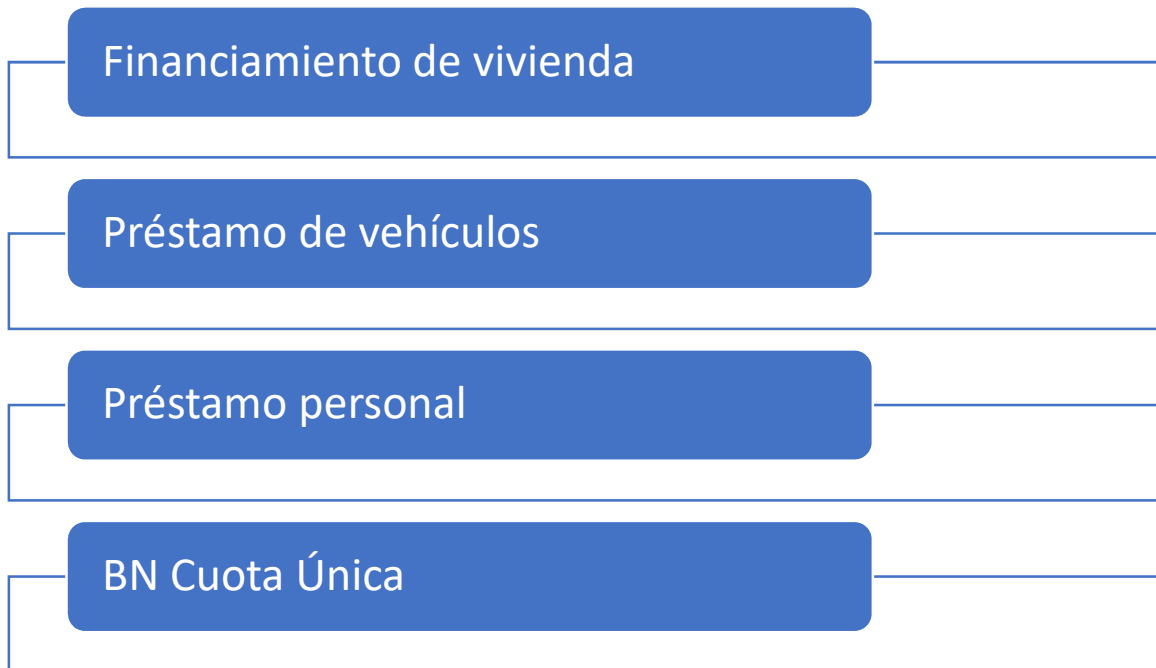 Financiamiento de vivienda
Préstamo de vehículos
Préstamo personal
BN Cuota Única